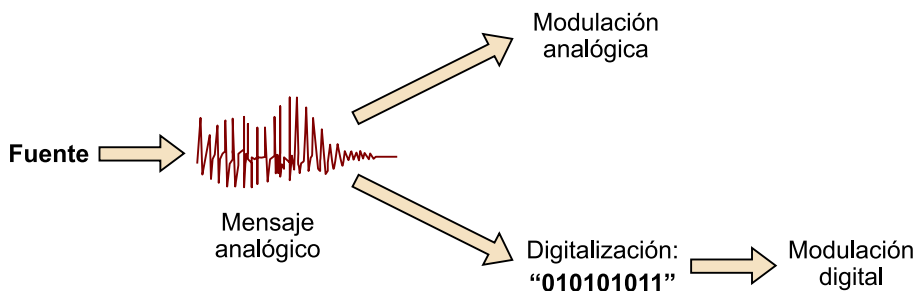 Fuente
Mensaje
analógico
Modulación
analógica
Digitalización:
“010101011”
Modulación
digital